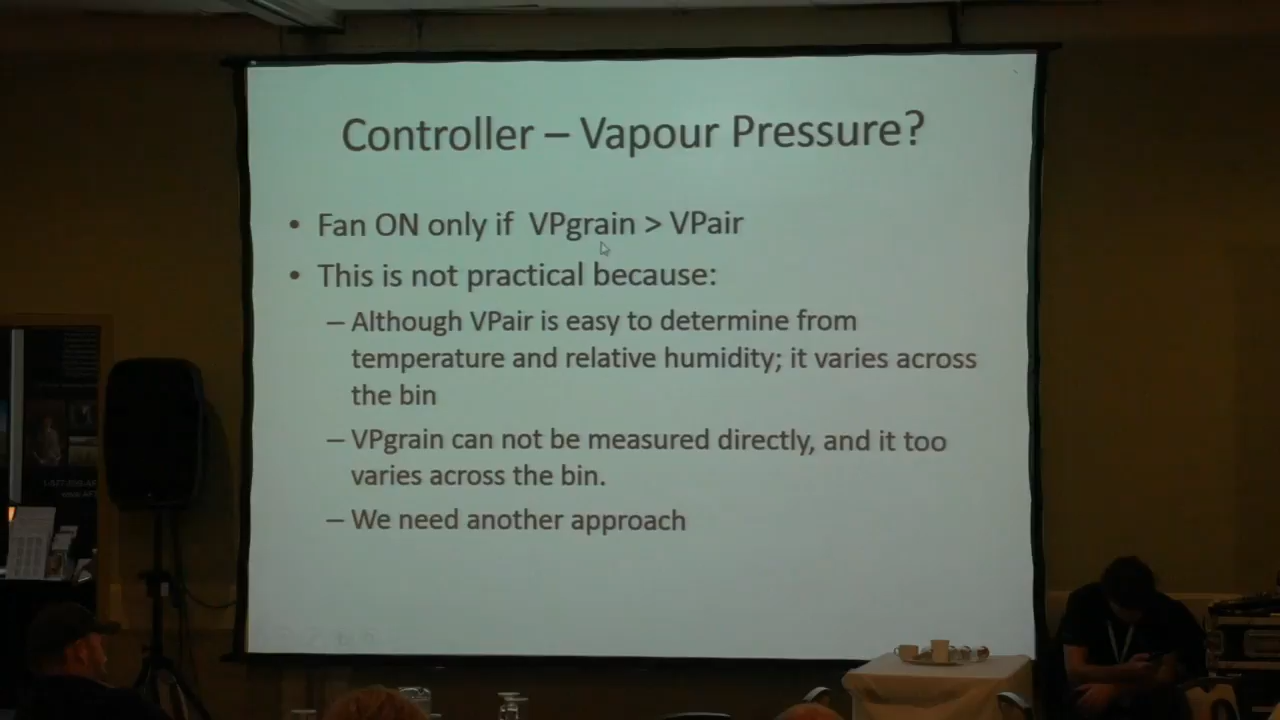 Controller – Vapour Pressure?
• Fan ON only if VPgrain > VPair
• This is not practical because:
– Although VPair is easy to determine from
temperature and relative humidity; it varies across
the bin
– VPgrain can not be measured directly, and it too
varies across the bin.
– We need another approach